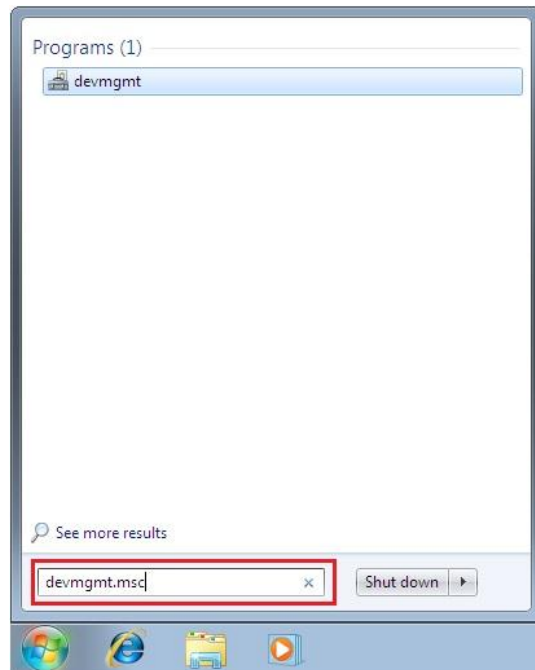 Programs (1)
devmgmt
See more results
devmgmt.msc
Shut down